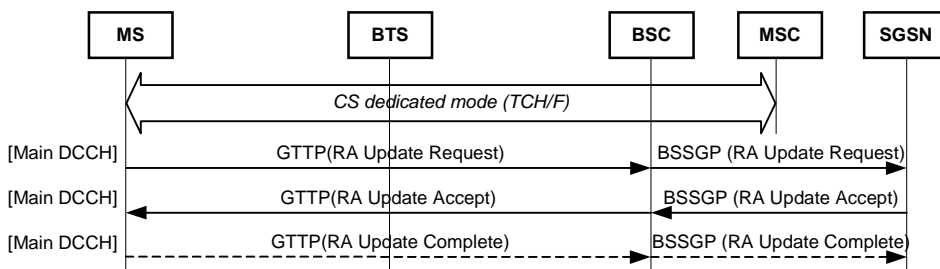 MS BTS BSC MSC SGSN
CS dedicated mode (TCH/F)
[Main DCCH] GTTP(RA Update Request) BSSGP (RA Update Request)
[Main DCCH] GTTP(RA Update Accept) BSSGP (RA Update Accept)
[Main DCCH] GTTP(RA Update Complete) BSSGP (RA Update Complete)